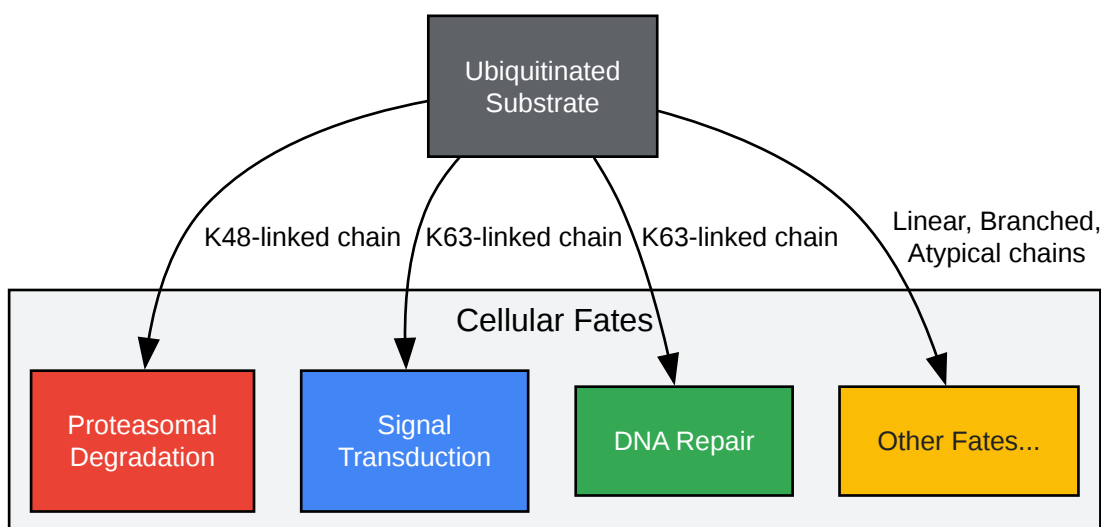 Ubiquitinated
Substrate
K48-linked chain
K63-linked chain
K63-linked chain
Linear, Branched,
Atypical chains
Cellular Fates
Proteasomal
Degradation
Signal
Transduction
DNA Repair
Other Fates...